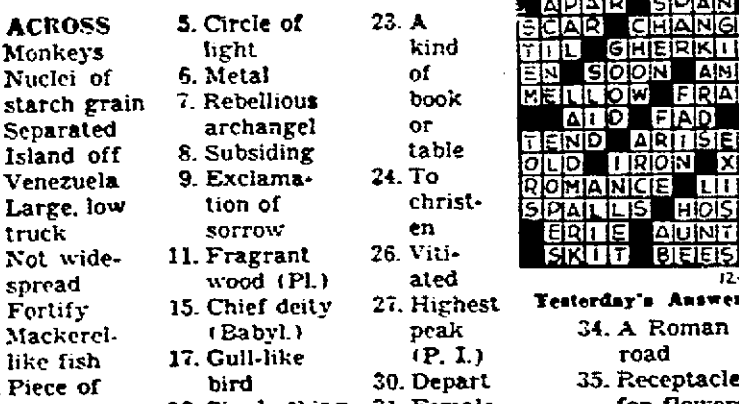 ACROSS
Monkeys
Nuclei of
starch grain
Separated
Island off
Venezuela
Large, low
truck
Not wide-
spread
Fortify
Mackerel-
like fish
Piece of
5. Circle of
light
6. Metal
7. Rebellious
archangel
8. Subsiding
9. Exclama-
tion of
sorrow
11. Fragrant
wood (Pl.)
15. Chief deity
(Babyl.)
17. Gull-like
bird
23. A
kind
of
book
or
table
24. To
christ-
en
26. Viti-
ated
27. Highest
peak
(P. I.)
30. Depart
APAR SPAN
SCAR CHANG
TIL GHERKI
EN SOON AN
MELLOW FRA
AID FAD
TEND ARISE
OLD IRON X
ROMANCE LII
SPALLS HOS
ERIE AUNT
SKIT BEES
12-
Yesterday's Answer
34. A Roman
road
35. Receptacle
for flowers